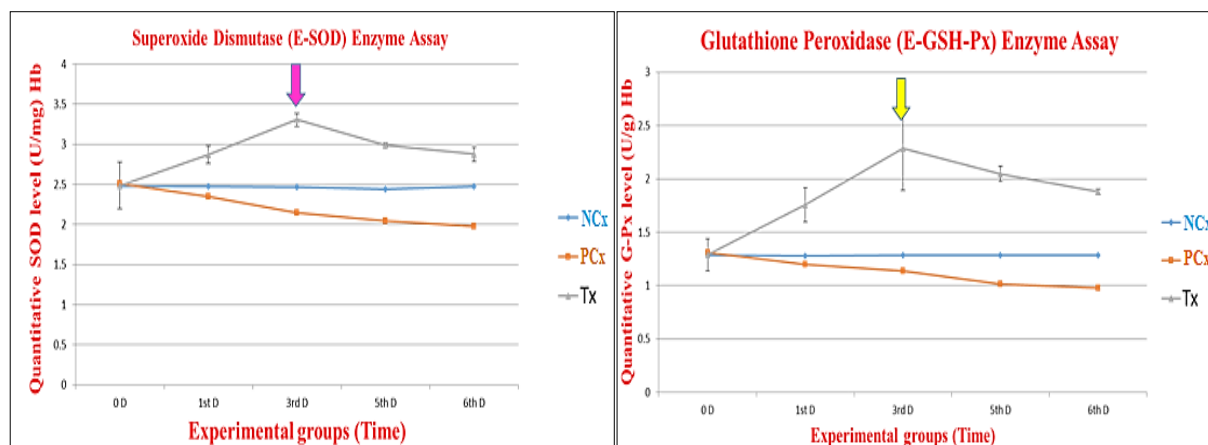 Superoxide Dismutase (E-SOD) Enzyme Assay
Quantitative SOD level (U/mg) Hb
4
3.5
3
2.5
2
1.5
1
0.5
0
0 D
1st D
3rd D
5th D
6th D
Experimental groups (Time)
NCx
PCx
Tx
Glutathione Peroxidase (E-GSH-Px) Enzyme Assay
Quantitative G-Px level (U/g) Hb
3
2.5
2
1.5
1
0.5
0
0 D
1st D
3rd D
5th D
6th D
Experimental groups (Time)
NCx
PCx
Tx